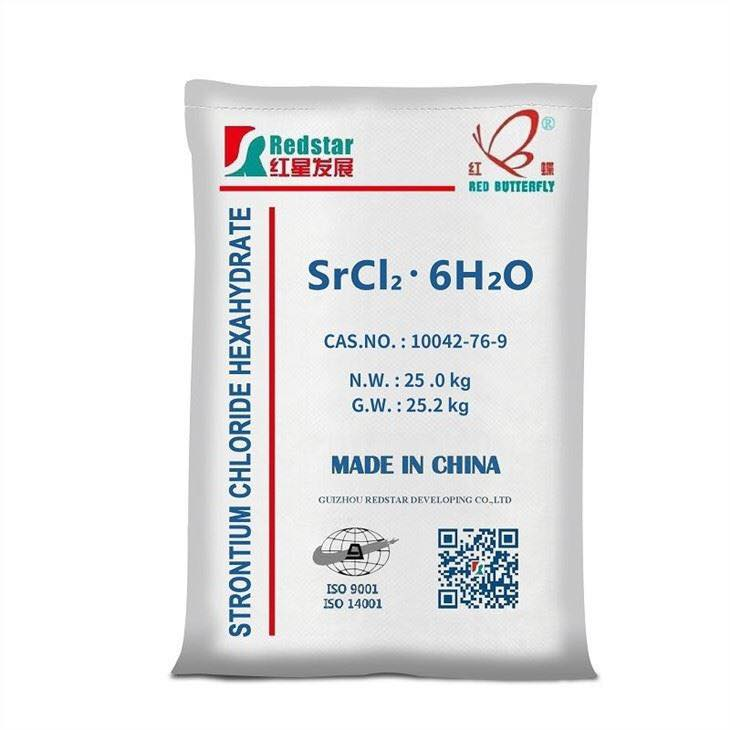 Redstar
红星发展
红 蝶 ®
RED BUTTERFLY
STRONTIUM CHLORIDE HEXAHYDRATE
SrCl₂·6H₂O
CAS.NO. : 10042-76-9
N.W. : 25 .0 kg
G.W. : 25.2 kg
MADE IN CHINA
GUIZHOU REDSTAR DEVELOPING CO.,LTD
ISO 9001
ISO 14001